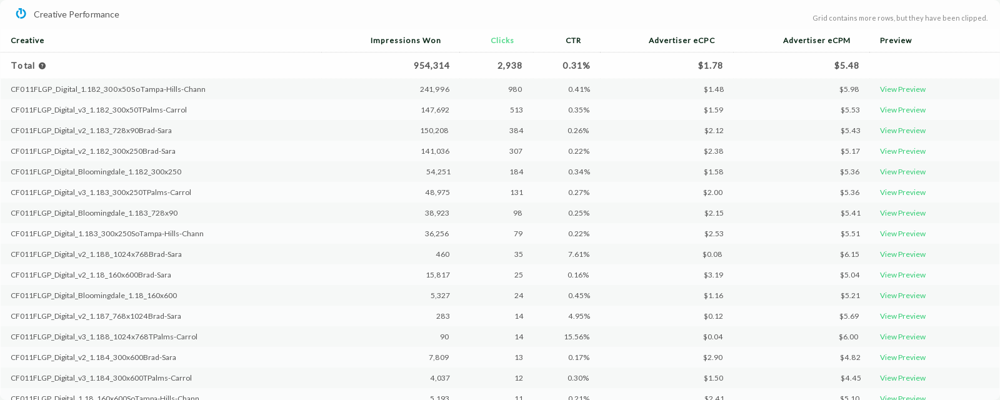 Creative Performance
Grid contains more rows, but they have been clipped.
Creative Impressions Won Clicks CTR Advertiser eCPC Advertiser eCPM Preview
Total 954,314 2,938 0.31% $1.78 $5.48
CF011FLGP_Digital_1.182_300x50SoTampa-Hills-Chann 241,996 980 0.41% $1.48 $5.98 View Preview
CF011FLGP_Digital_v3_1.182_300x50TPalms-Carrol 147,692 513 0.35% $1.59 $5.53 View Preview
CF011FLGP_Digital_v2_1.183_728x90Brad-Sara 150,208 384 0.26% $2.12 $5.43 View Preview
CF011FLGP_Digital_v2_1.182_300x250Brad-Sara 141,036 307 0.22% $2.38 $5.17 View Preview
CF011FLGP_Digital_Bloomingdale_1.182_300x250 54,251 184 0.34% $1.58 $5.36 View Preview
CF011FLGP_Digital_v3_1.183_300x250TPalms-Carrol 48,975 131 0.27% $2.00 $5.36 View Preview
CF011FLGP_Digital_Bloomingdale_1.183_728x90 38,923 98 0.25% $2.15 $5.41 View Preview
CF011FLGP_Digital_1.183_300x250SoTampa-Hills-Chann 36,256 79 0.22% $2.53 $5.51 View Preview
CF011FLGP_Digital_v2_1.188_1024x768Brad-Sara 460 35 7.61% $0.08 $6.15 View Preview
CF011FLGP_Digital_v2_1.18_160x600Brad-Sara 15,817 25 0.16% $3.19 $5.04 View Preview
CF011FLGP_Digital_Bloomingdale_1.18_160x600 5,327 24 0.45% $1.16 $5.21 View Preview
CF011FLGP_Digital_v2_1.187_768x1024Brad-Sara 283 14 4.95% $0.12 $5.69 View Preview
CF011FLGP_Digital_v3_1.188_1024x768TPalms-Carrol 90 14 15.56% $0.04 $6.00 View Preview
CF011FLGP_Digital_v2_1.184_300x600Brad-Sara 7,809 13 0.17% $2.90 $4.82 View Preview
CF011FLGP_Digital_v3_1.184_300x600TPalms-Carrol 4,037 12 0.30% $1.50 $4.45 View Preview
CF011FLGP_Digital_1.18_160x600SoTampa-Hills-Chann 5,193 11 0.21% $2.41 $5.10 View Preview